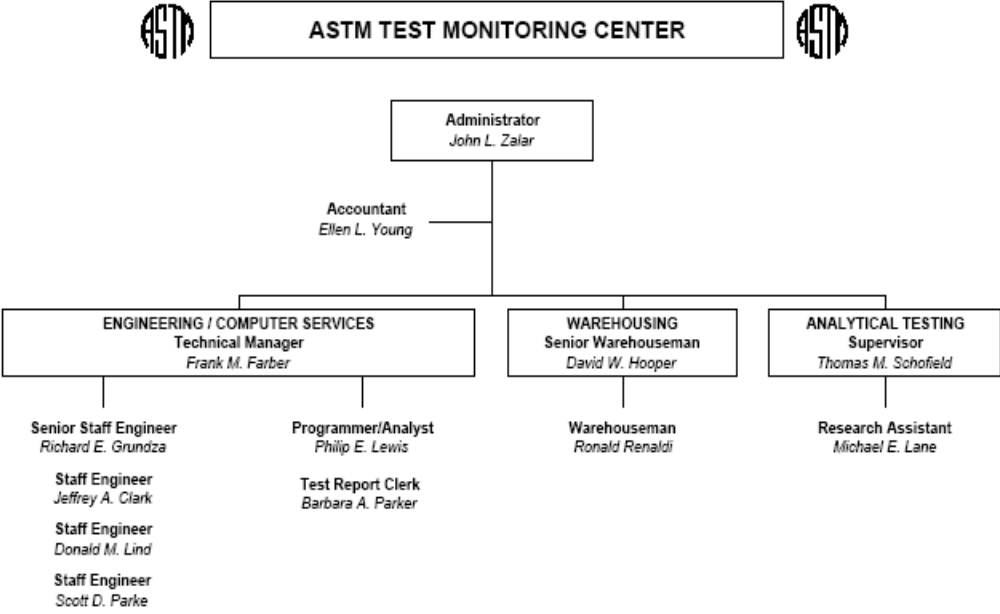 ASTM
ASTM TEST MONITORING CENTER
ASTM
Administrator
John L. Zalar
Accountant
Ellen L. Young
ENGINEERING / COMPUTER SERVICES
Technical Manager
Frank M. Farber
WAREHOUSING
Senior Warehouseman
David W. Hooper
ANALYTICAL TESTING
Supervisor
Thomas M. Schofield
Senior Staff Engineer
Richard E. Grundza
Staff Engineer
Jeffrey A. Clark
Staff Engineer
Donald M. Lind
Staff Engineer
Scott D. Parke
Programmer/Analyst
Philip E. Lewis
Test Report Clerk
Barbara A. Parker
Warehouseman
Ronald Renaldi
Research Assistant
Michael E. Lane